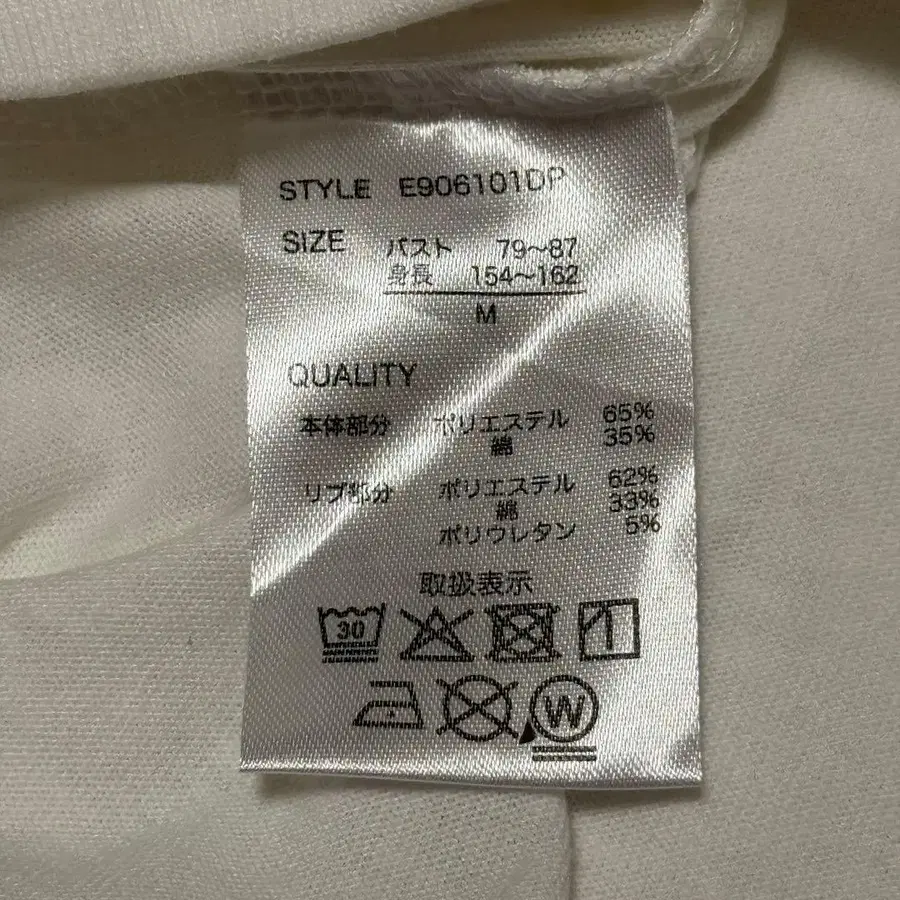 STYLE E906101DP
SIZE バスト 79～87
身長 154～162
M
QUALITY
本体部分 ポリエステル 65%
綿 35%
リブ部分 ポリエステル 62%
綿 33%
ポリウレタン 5%
取扱表示
30
W